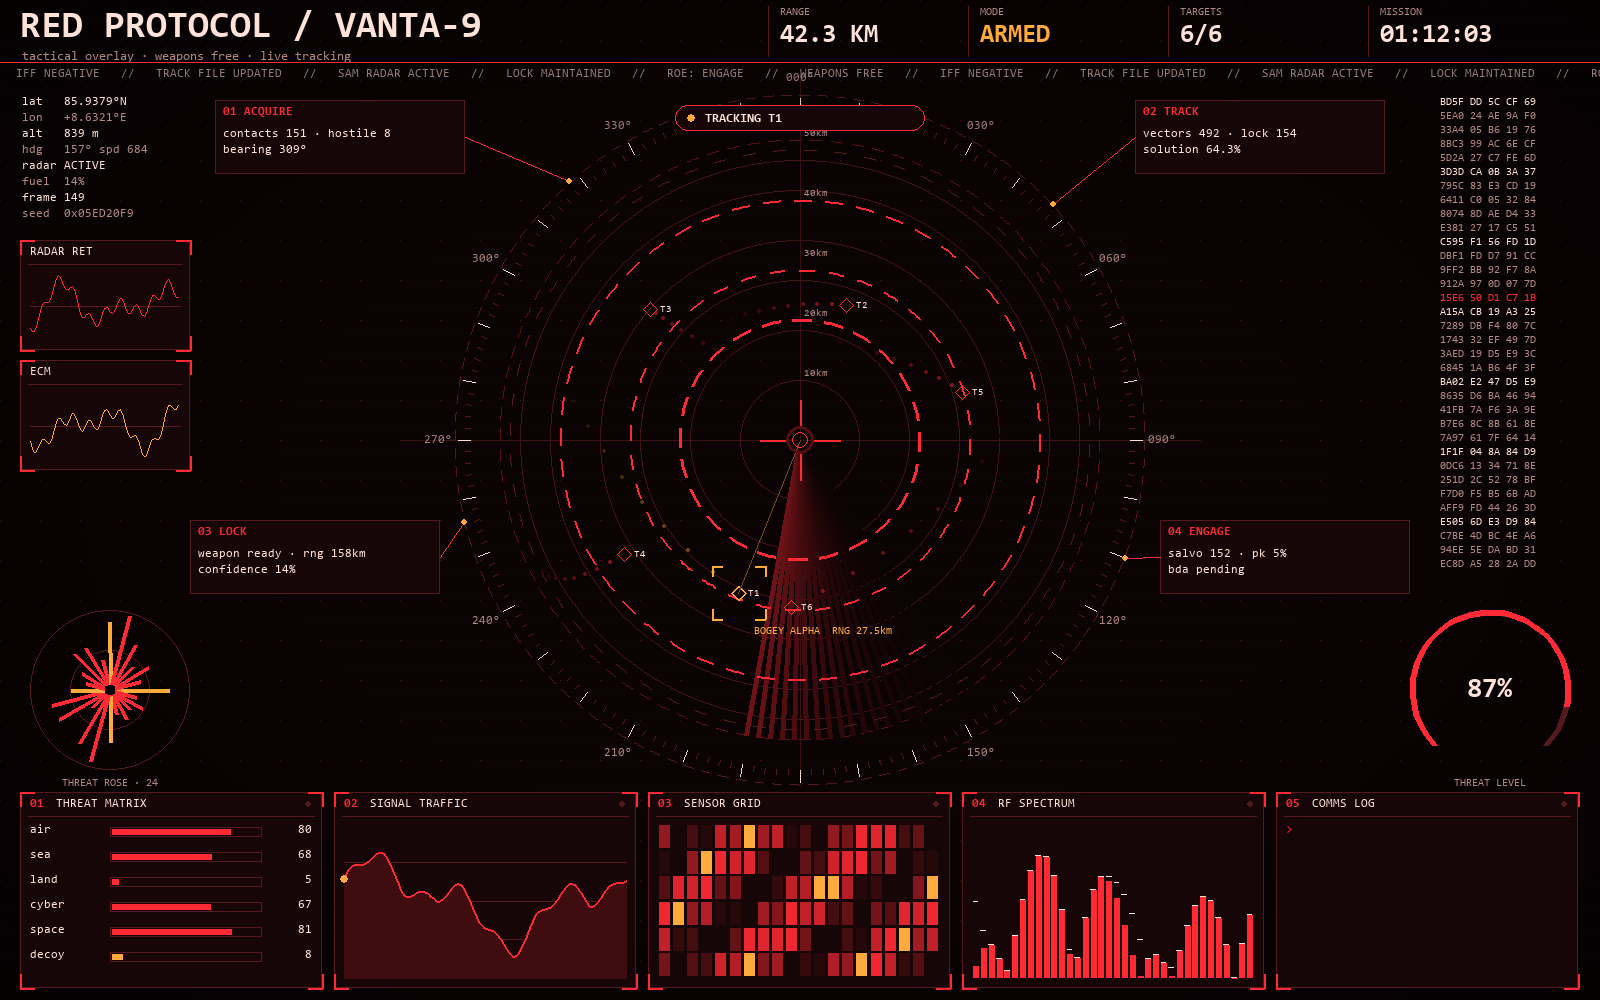 RED PROTOCOL / VANTA-9
tactical overlay · weapons free · live tracking
RANGE
42.3 KM
MODE
ARMED
TARGETS
6/6
MISSION
01:12:03
IFF NEGATIVE // TRACK FILE UPDATED // SAM RADAR ACTIVE // LOCK MAINTAINED // ROE: ENGAGE // WEAPONS FREE // IFF NEGATIVE // TRACK FILE UPDATED // SAM RADAR ACTIVE // LOCK MAINTAINED //
000°
lat 85.9379°N
lon +8.6321°E
alt 839 m
hdg 157° spd 684
radar ACTIVE
fuel 14%
frame 149
seed 0x05ED20F9
01 ACQUIRE
contacts 151 · hostile 8
bearing 309°
TRACKING T1
02 TRACK
vectors 492 · lock 154
solution 64.3%
330°
030°
300°
060°
270°
090°
240°
120°
210°
150°
50km
40km
30km
20km
10km
T3
T2
T5
T4
T1
T6
BOGEY ALPHA RNG 27.5km
RADAR RET
ECM
03 LOCK
weapon ready · rng 158km
confidence 14%
04 ENGAGE
salvo 152 · pk 5%
bda pending
BD5F DD 5C CF 69
5EA0 24 AE 9A F0
33A4 05 B6 19 76
8BC3 99 AC 6E CF
5D2A 27 C7 FE 6D
3D3D CA 0B 3A 37
795C 83 E3 CD 19
6411 C0 05 32 84
8074 8D AE D4 33
E381 27 17 C5 51
C595 F1 56 FD 1D
DBF1 FD D7 91 CC
9FF2 BB 92 F7 8A
912A 97 0D 07 7D
15E6 50 D1 C7 1B
A15A CB 19 A3 25
7289 DB F4 80 7C
1743 32 EF 49 7D
3AED 19 D5 E9 3C
6845 1A B6 4F 3F
BA02 E2 47 D5 E9
8635 D6 BA 46 94
41FB 7A F6 3A 9E
B7E6 8C 8B 61 8E
7A97 61 7F 64 14
1F1F 04 8A 84 D9
0DC6 13 34 71 8E
251D 2C 52 78 BF
F7D0 F5 B5 6B AD
AFF9 FD 44 26 3D
E505 6D E3 D9 84
C7BE 4D BC 4E A6
94EE 5E DA BD 31
EC8D A5 28 2A DD
THREAT ROSE · 24
87%
THREAT LEVEL
01 THREAT MATRIX
air 80
sea 68
land 5
cyber 67
space 81
decoy 8
02 SIGNAL TRAFFIC
03 SENSOR GRID
04 RF SPECTRUM
05 COMMS LOG
›